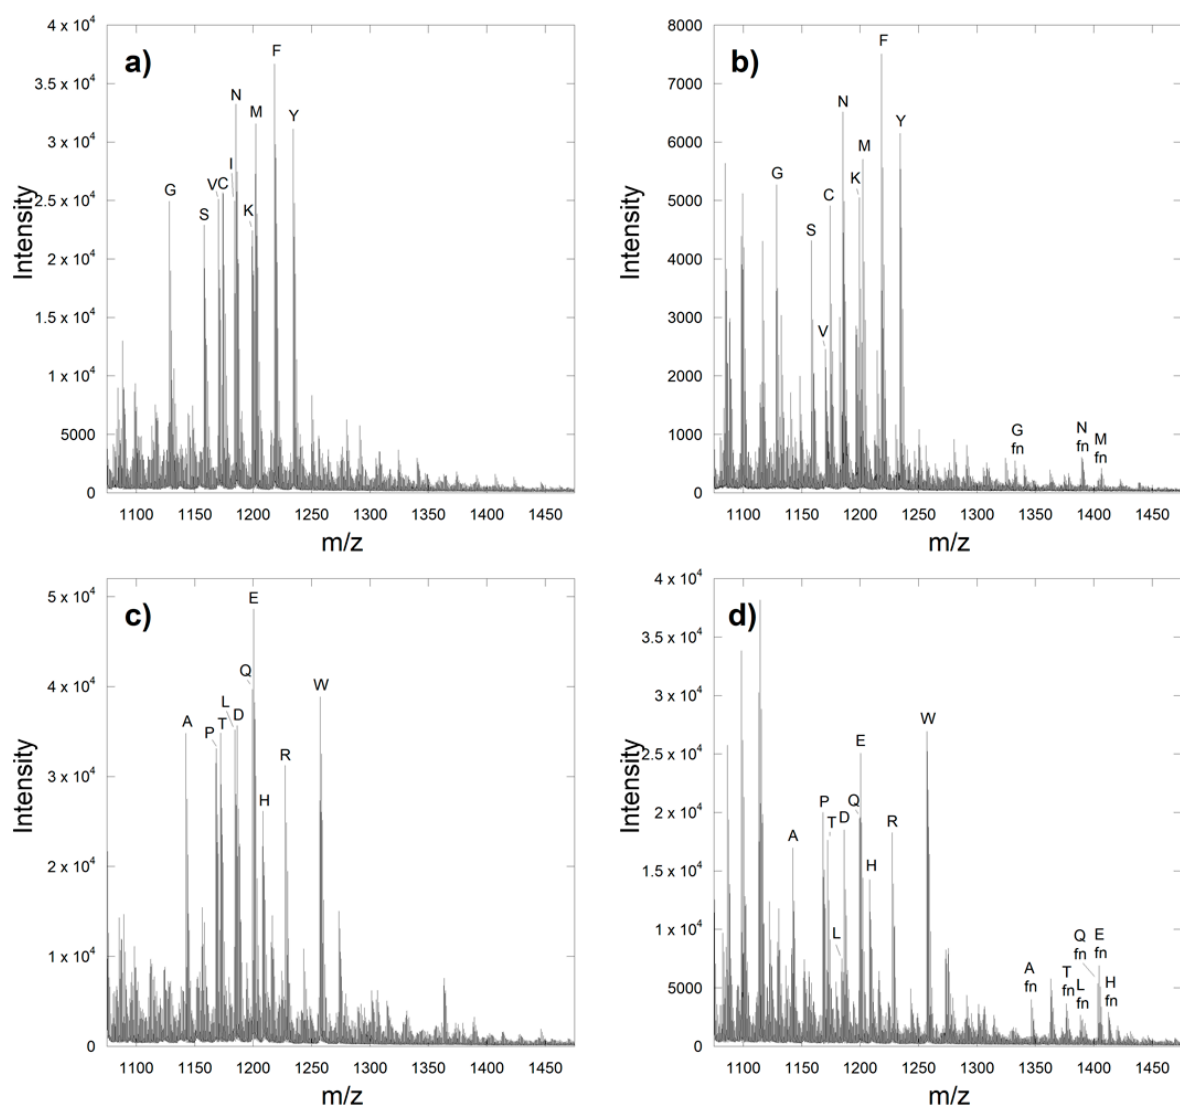 a)
4 x 10⁴
3.5 x 10⁴
3 x 10⁴
2.5 x 10⁴
2 x 10⁴
1.5 x 10⁴
1 x 10⁴
5000
0
Intensity
G
S
V
C
I
N
K
M
F
Y
1100 1150 1200 1250 1300 1350 1400 1450
m/z
b)
8000
7000
6000
5000
4000
3000
2000
1000
0
Intensity
G
S
V
C
N
K
M
F
Y
G
fn
N
fn
M
fn
1100 1150 1200 1250 1300 1350 1400 1450
m/z
c)
5 x 10⁴
4 x 10⁴
3 x 10⁴
2 x 10⁴
1 x 10⁴
0
Intensity
A
P
T
L
D
Q
E
H
R
W
1100 1150 1200 1250 1300 1350 1400 1450
m/z
d)
4 x 10⁴
3.5 x 10⁴
3 x 10⁴
2.5 x 10⁴
2 x 10⁴
1.5 x 10⁴
1 x 10⁴
5000
0
Intensity
A
P
T
L
D
Q
E
H
R
W
A
fn
T
fn
L
fn
Q
fn
E
fn
H
fn
1100 1150 1200 1250 1300 1350 1400 1450
m/z